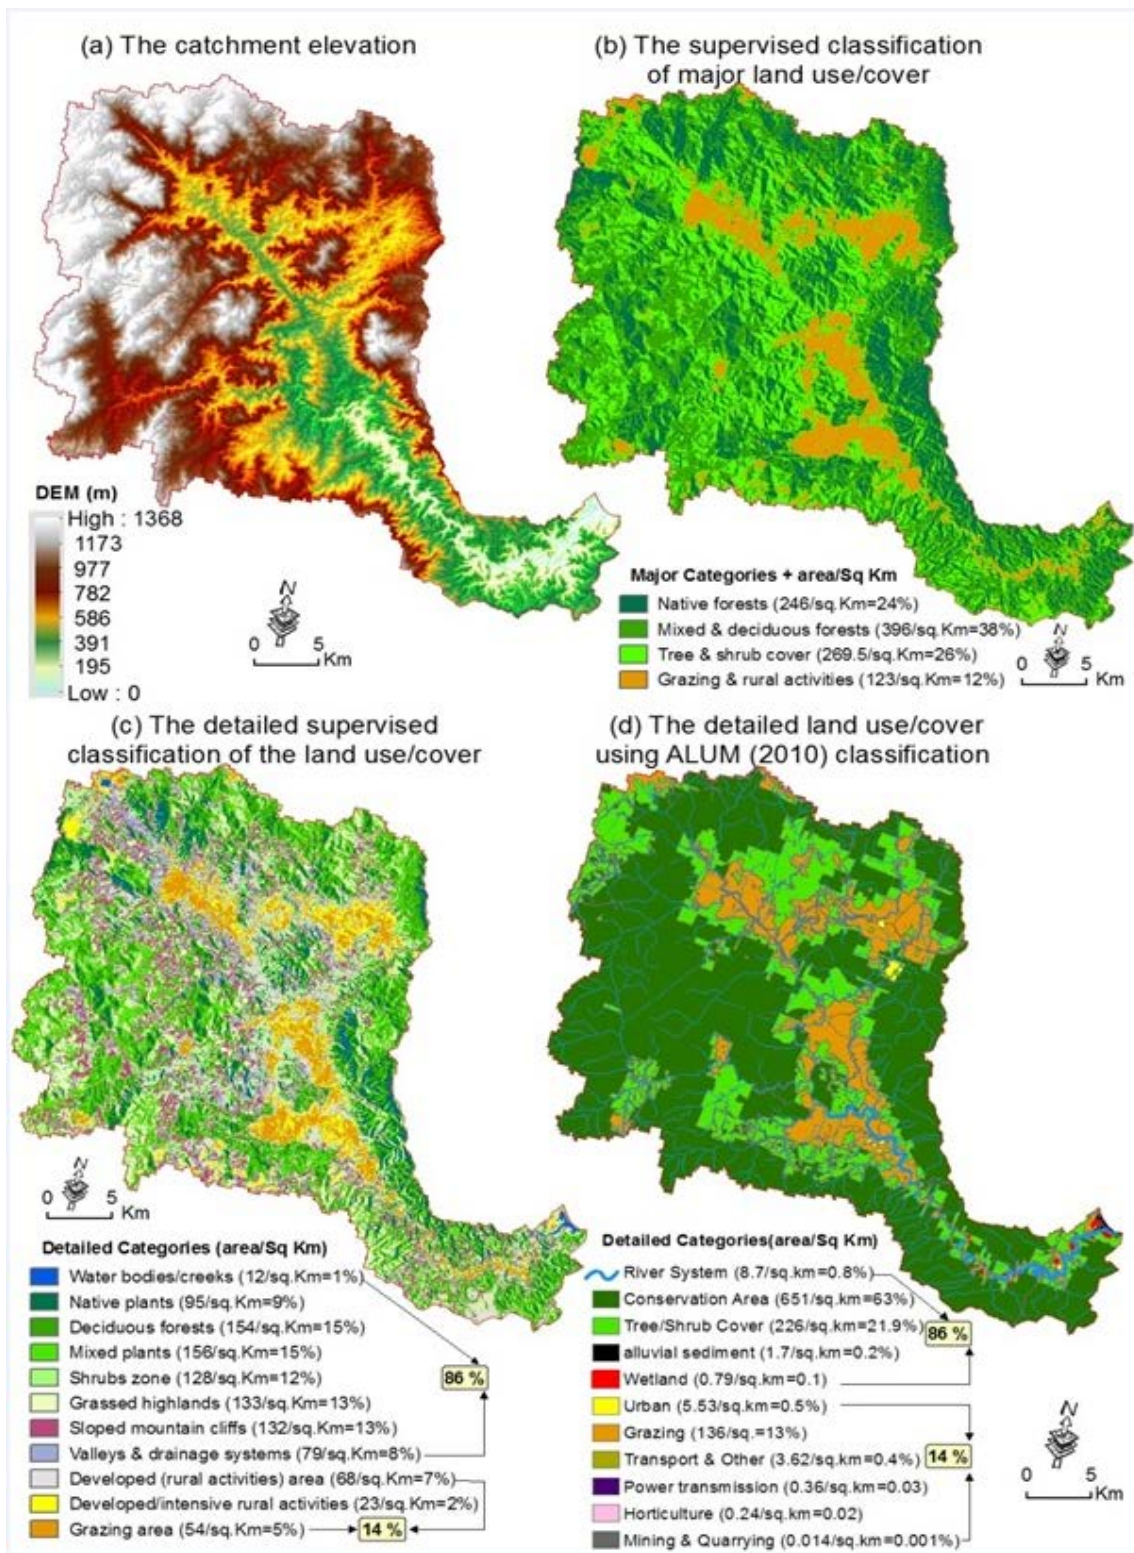 (a) The catchment elevation
(b) The supervised classification
of major land use/cover
DEM (m)
High : 1368
1173
977
782
586
391
195
Low : 0
N
0 5
Km
Major Categories + area/Sq Km
Native forests (246/sq.Km=24%)
Mixed & deciduous forests (396/sq.Km=38%)
Tree & shrub cover (269.5/sq.Km=26%)
Grazing & rural activities (123/sq.Km=12%)
N
0 5
Km
(c) The detailed supervised
classification of the land use/cover
(d) The detailed land use/cover
using ALUM (2010) classification
N
0 5
Km
Detailed Categories (area/Sq Km)
Water bodies/creeks (12/sq.Km=1%)
Native plants (95/sq.Km=9%)
Deciduous forests (154/sq.Km=15%)
Mixed plants (156/sq.Km=15%)
Shrubs zone (128/sq.Km=12%)
86 %
Grassed highlands (133/sq.Km=13%)
Sloped mountain cliffs (132/sq.Km=13%)
Valleys & drainage systems (79/sq.Km=8%)
Developed (rural activities) area (68/sq.Km=7%)
Developed/intensive rural activities (23/sq.Km=2%)
Grazing area (54/sq.Km=5%)
14 %
Detailed Categories(area/Sq Km)
River System (8.7/sq.km=0.8%)
Conservation Area (651/sq.km=63%)
Tree/Shrub Cover (226/sq.km=21.9%)
86 %
alluvial sediment (1.7/sq.km=0.2%)
Wetland (0.79/sq.km=0.1)
Urban (5.53/sq.km=0.5%)
Grazing (136/sq.=13%)
Transport & Other (3.62/sq.km=0.4%)
14 %
Power transmission (0.36/sq.km=0.03)
Horticulture (0.24/sq.km=0.02)
Mining & Quarrying (0.014/sq.km=0.001%)
N
0 5
Km